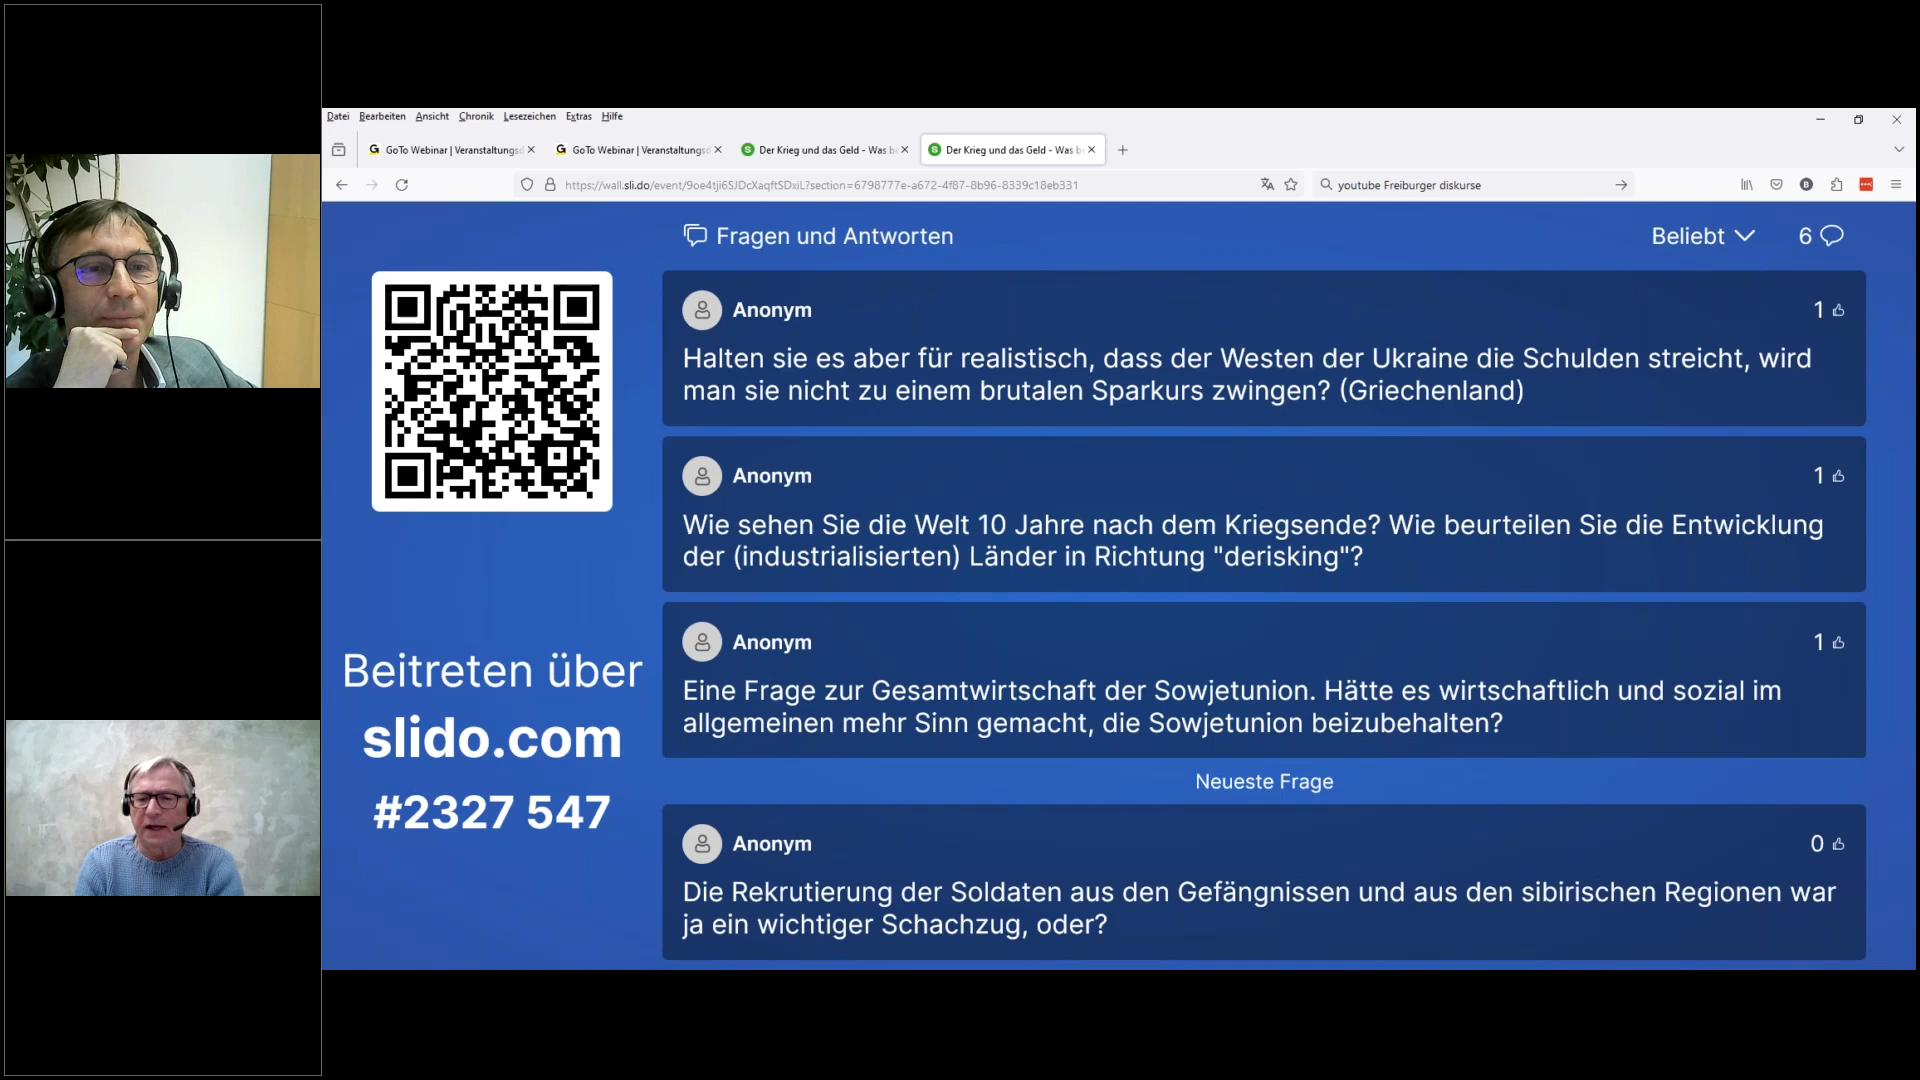 Datei Bearbeiten Ansicht Chronik Lesezeichen Extras Hilfe
GoTo Webinar | Veranstaltungsd
GoTo Webinar | Veranstaltungsd
Der Krieg und das Geld - Was b
Der Krieg und das Geld - Was b
https://wall.sli.do/event/9oe4tji6SJDcXaqftSDxiL?section=6798777e-a672-4f87-8b96-8339c18eb331
youtube Freiburger diskurse
Fragen und Antworten
Beliebt
6
Anonym
1
Halten sie es aber für realistisch, dass der Westen der Ukraine die Schulden streicht, wird
man sie nicht zu einem brutalen Sparkurs zwingen? (Griechenland)
Anonym
1
Wie sehen Sie die Welt 10 Jahre nach dem Kriegsende? Wie beurteilen Sie die Entwicklung
der (industrialisierten) Länder in Richtung "derisking"?
Anonym
1
Eine Frage zur Gesamtwirtschaft der Sowjetunion. Hätte es wirtschaftlich und sozial im
allgemeinen mehr Sinn gemacht, die Sowjetunion beizubehalten?
Neueste Frage
Anonym
0
Die Rekrutierung der Soldaten aus den Gefängnissen und aus den sibirischen Regionen war
ja ein wichtiger Schachzug, oder?
Beitreten über
slido.com
#2327 547